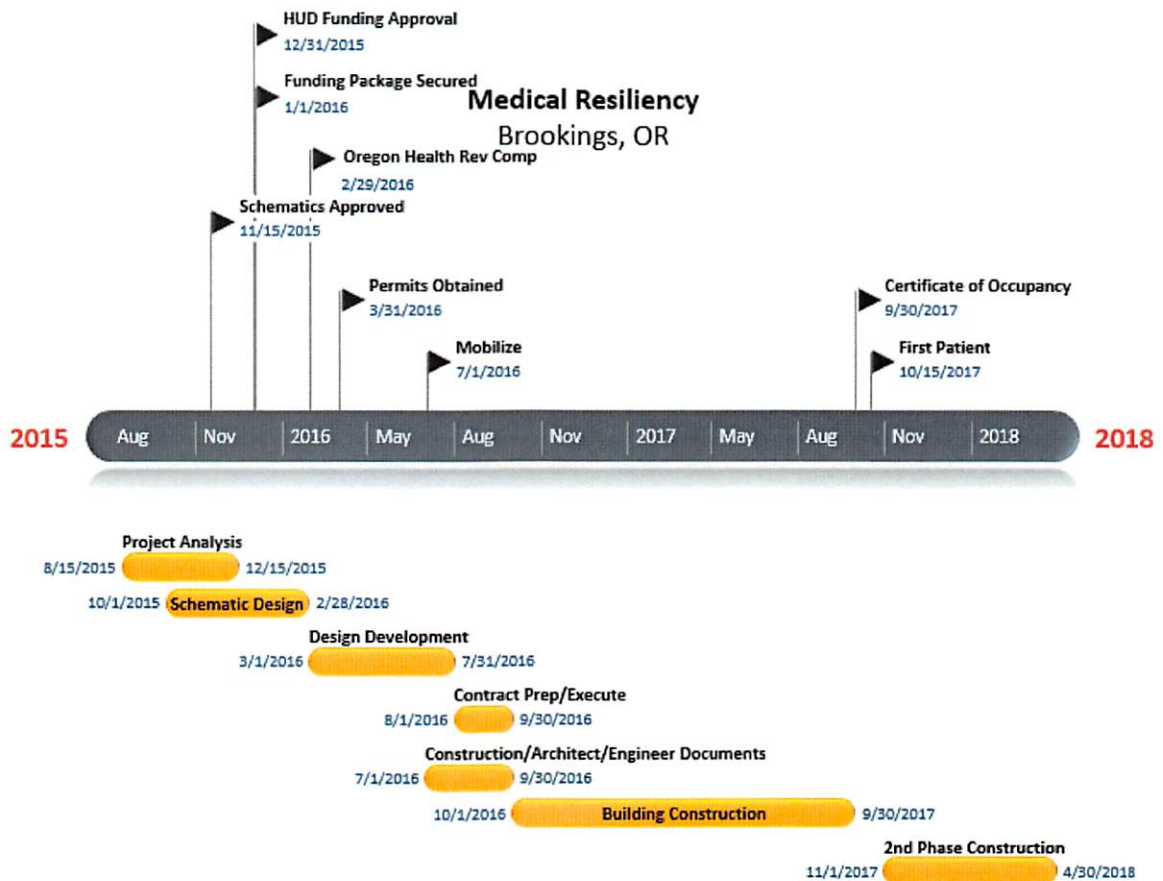 HUD Funding Approval
12/31/2015
Funding Package Secured
1/1/2016
Medical Resiliency
Brookings, OR
Oregon Health Rev Comp
2/29/2016
Schematics Approved
11/15/2015
Permits Obtained
3/31/2016
Certificate of Occupancy
9/30/2017
Mobilize
7/1/2016
First Patient
10/15/2017
2015 Aug Nov 2016 May Aug Nov 2017 May Aug Nov 2018 2018
Project Analysis
8/15/2015 12/15/2015
10/1/2015 Schematic Design 2/28/2016
Design Development
3/1/2016 7/31/2016
Contract Prep/Execute
8/1/2016 9/30/2016
Construction/Architect/Engineer Documents
7/1/2016 9/30/2016
10/1/2016 Building Construction 9/30/2017
2nd Phase Construction
11/1/2017 4/30/2018